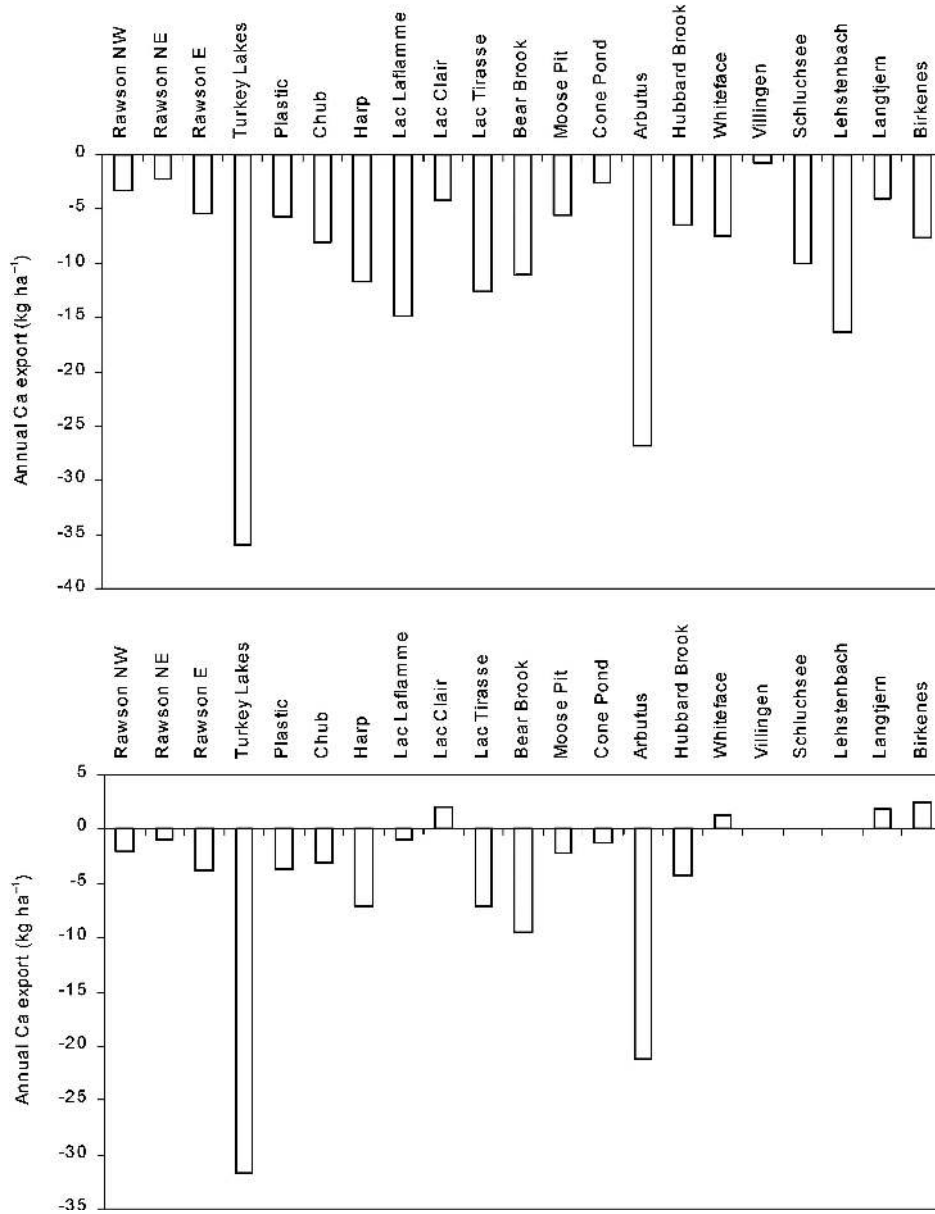 Rawson NW
Rawson NE
Rawson E
Turkey Lakes
Plastic
Chub
Harp
Lac Laflamme
Lac Clair
Lac Tirasse
Bear Brook
Moose Pit
Cone Pond
Arbutus
Hubbard Brook
Whiteface
Villingen
Schluchsee
Lehstenbach
Langtjern
Birkenes
0
-5
-10
-15
-20
-25
-30
-35
-40
Annual Ca export (kg ha⁻¹)
Rawson NW
Rawson NE
Rawson E
Turkey Lakes
Plastic
Chub
Harp
Lac Laflamme
Lac Clair
Lac Tirasse
Bear Brook
Moose Pit
Cone Pond
Arbutus
Hubbard Brook
Whiteface
Villingen
Schluchsee
Lehstenbach
Langtjern
Birkenes
5
0
-5
-10
-15
-20
-25
-30
-35
Annual Ca export (kg ha⁻¹)